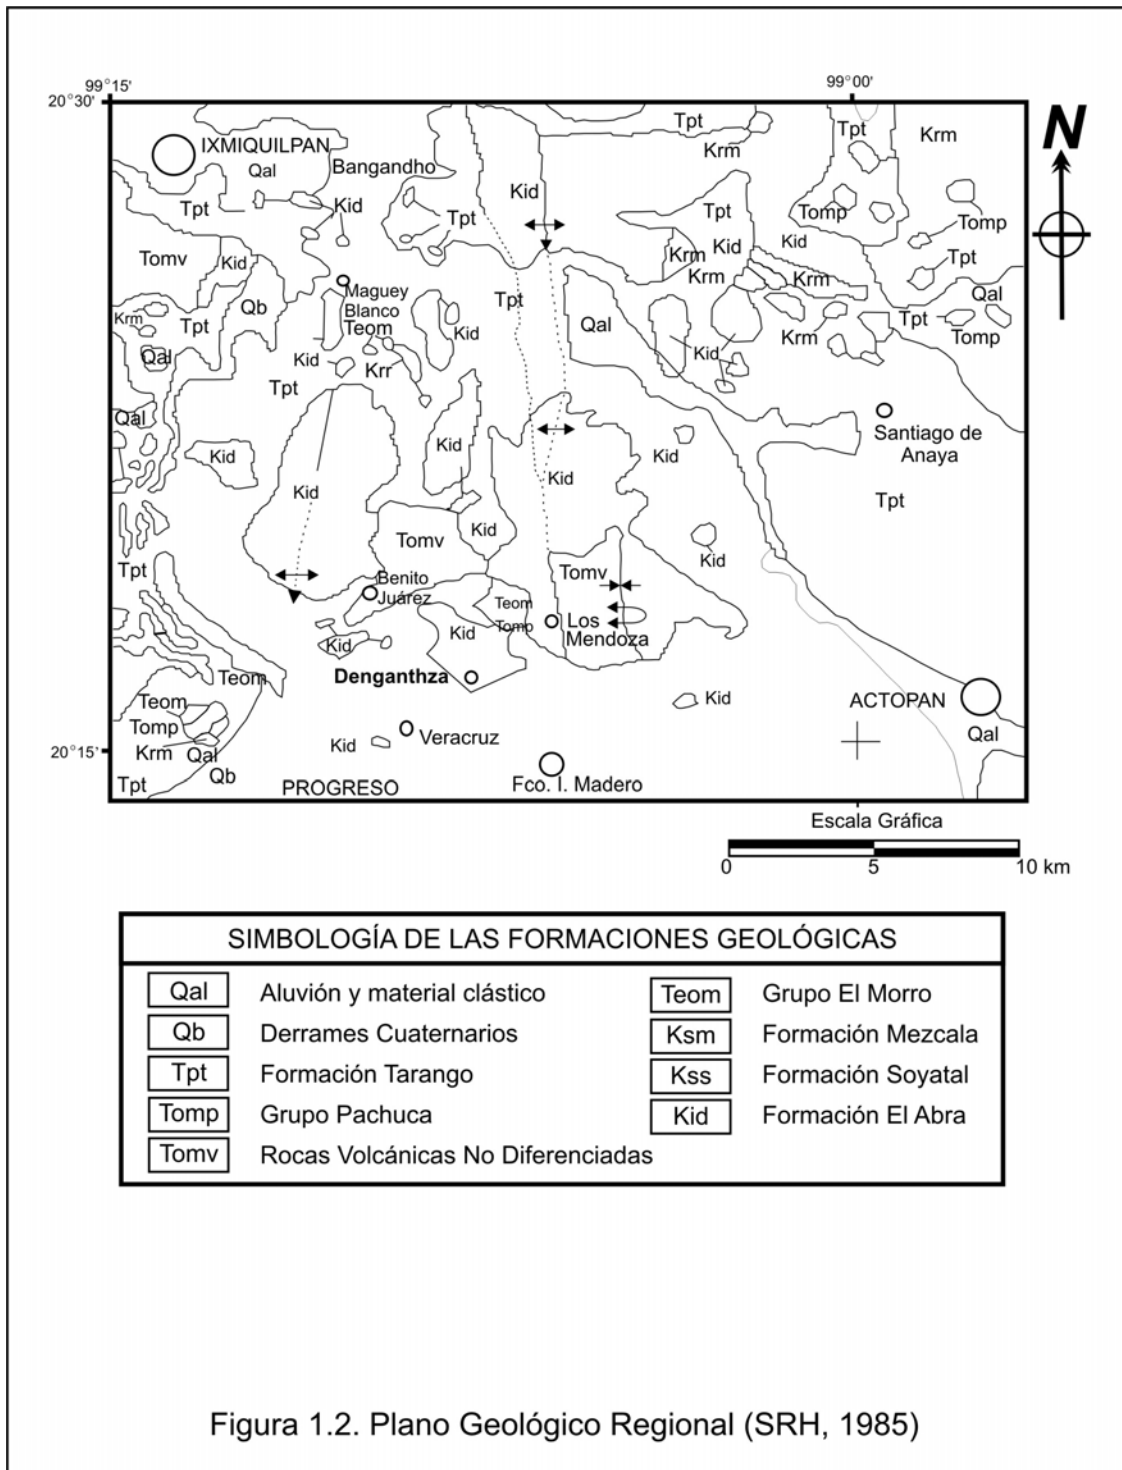 99°15' 99°00'
20°30'
N
IXMIQUILPAN
Qal
Bangandho
Tpt
Kid
Tpt
Kid
Tpt
Krm
Tpt
Krm
Tpt
Kid
Krm
Krm
Tomp
Kid
Krm
Tomp
Tpt
Qal
Tpt
Tomp
Tomv
Kid
Qb
Krm
Tpt
Qal
Maguey
Blanco
Teom
Kid
Krr
Kid
Tpt
Tpt
Qal
Kid
Krm
Qal
Kid
Kid
Kid
Kid
Kid
Santiago de
Anaya
Tpt
Tomv
Kid
Tomv
Kid
Tpt
Benito
Juárez
Teom
Tomp
Kid
Los
Mendoza
Kid
Denganthza
Teom
Teom
Tomp
Krm
Qal
Qb
Tpt
Kid
Veracruz
Kid
ACTOPAN
Qal
20°15'
PROGRESO
Fco. I. Madero
Escala Gráfica
0 5 10 km
SIMBOLOGÍA DE LAS FORMACIONES GEOLÓGICAS
Qal Aluvión y material clástico
Qb Derrames Cuaternarios
Tpt Formación Tarango
Tomp Grupo Pachuca
Tomv Rocas Volcánicas No Diferenciadas
Teom Grupo El Morro
Ksm Formación Mezcala
Kss Formación Soyatal
Kid Formación El Abra
Figura 1.2. Plano Geológico Regional (SRH, 1985)